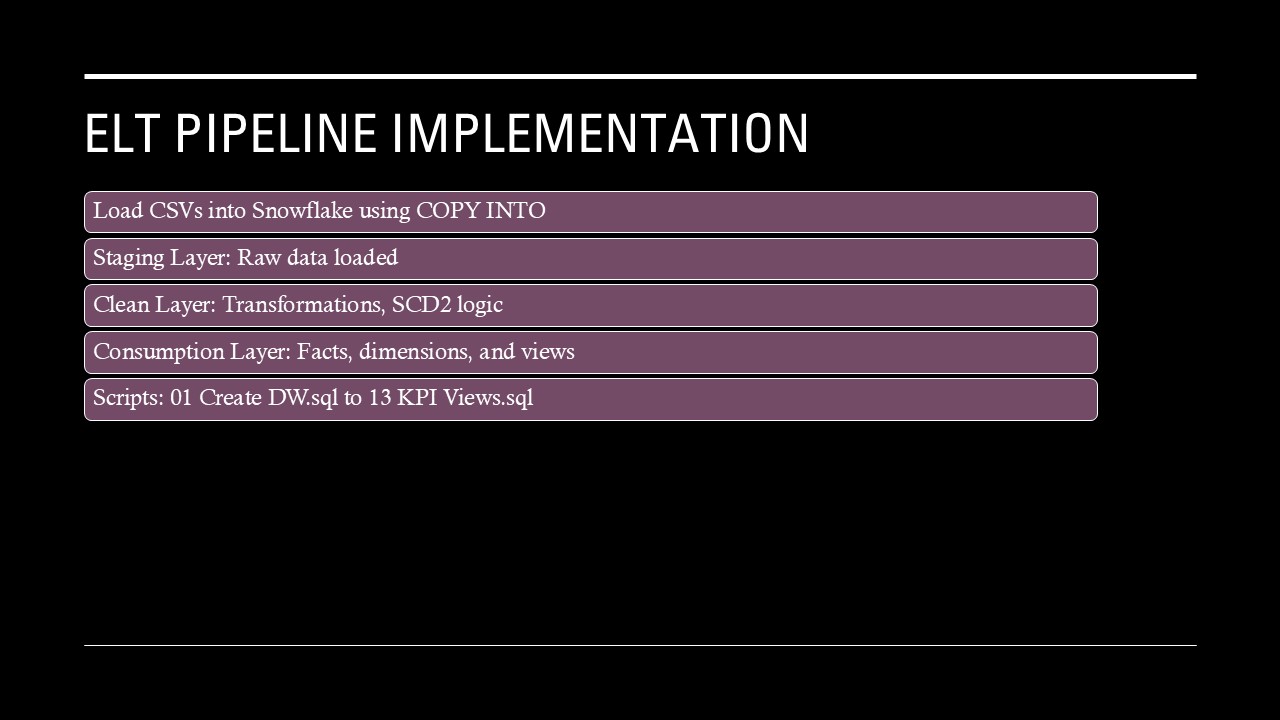 ELT PIPELINE IMPLEMENTATION
Load CSVs into Snowflake using COPY INTO
Staging Layer: Raw data loaded
Clean Layer: Transformations, SCD2 logic
Consumption Layer: Facts, dimensions, and views
Scripts: 01 Create DW.sql to 13 KPI Views.sql